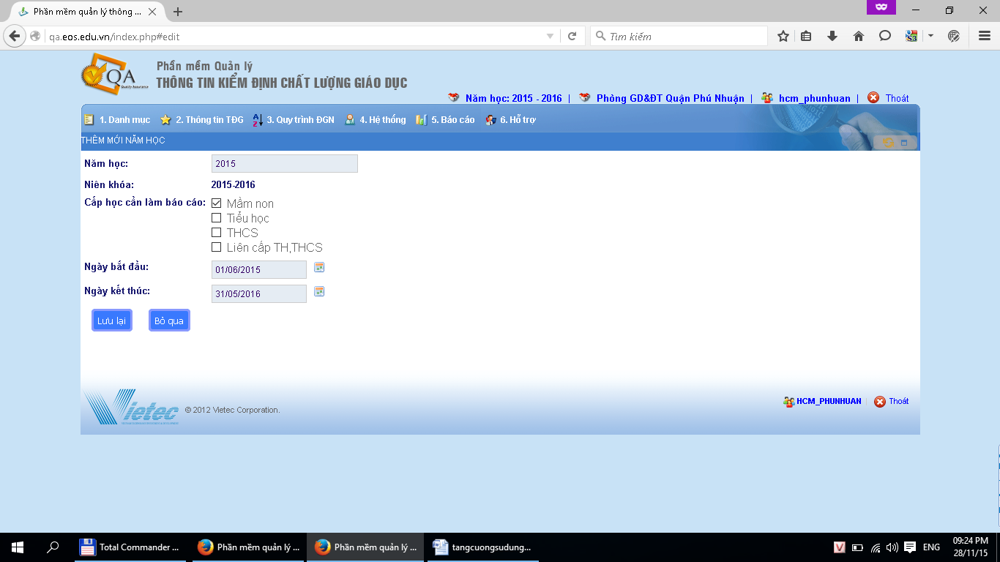 Phần mềm quản lý thông ...
qa.eos.edu.vn/index.php#edit
Tìm kiếm
QA
Phần mềm Quản lý
THÔNG TIN KIỂM ĐỊNH CHẤT LƯỢNG GIÁO DỤC
Năm học: 2015 - 2016 | Phòng GD&ĐT Quận Phú Nhuận | hcm_phunhuan | Thoát
1. Danh mục 2. Thông tin TĐG 3. Quy trình ĐGN 4. Hệ thống 5. Báo cáo 6. Hỗ trợ
THÊM MỚI NĂM HỌC
Năm học: 2015
Niên khóa: 2015-2016
Cấp học cần làm báo cáo: Mầm non
Tiểu học
THCS
Liên cấp TH,THCS
Ngày bắt đầu: 01/06/2015
Ngày kết thúc: 31/05/2016
Lưu lại Bỏ qua
Vietec © 2012 Vietec Corporation.
HCM_PHUNHUAN Thoát
Total Commander ... Phần mềm quản lý ... Phần mềm quản lý ... tangcuongsudung... ENG
09:24 PM
28/11/15